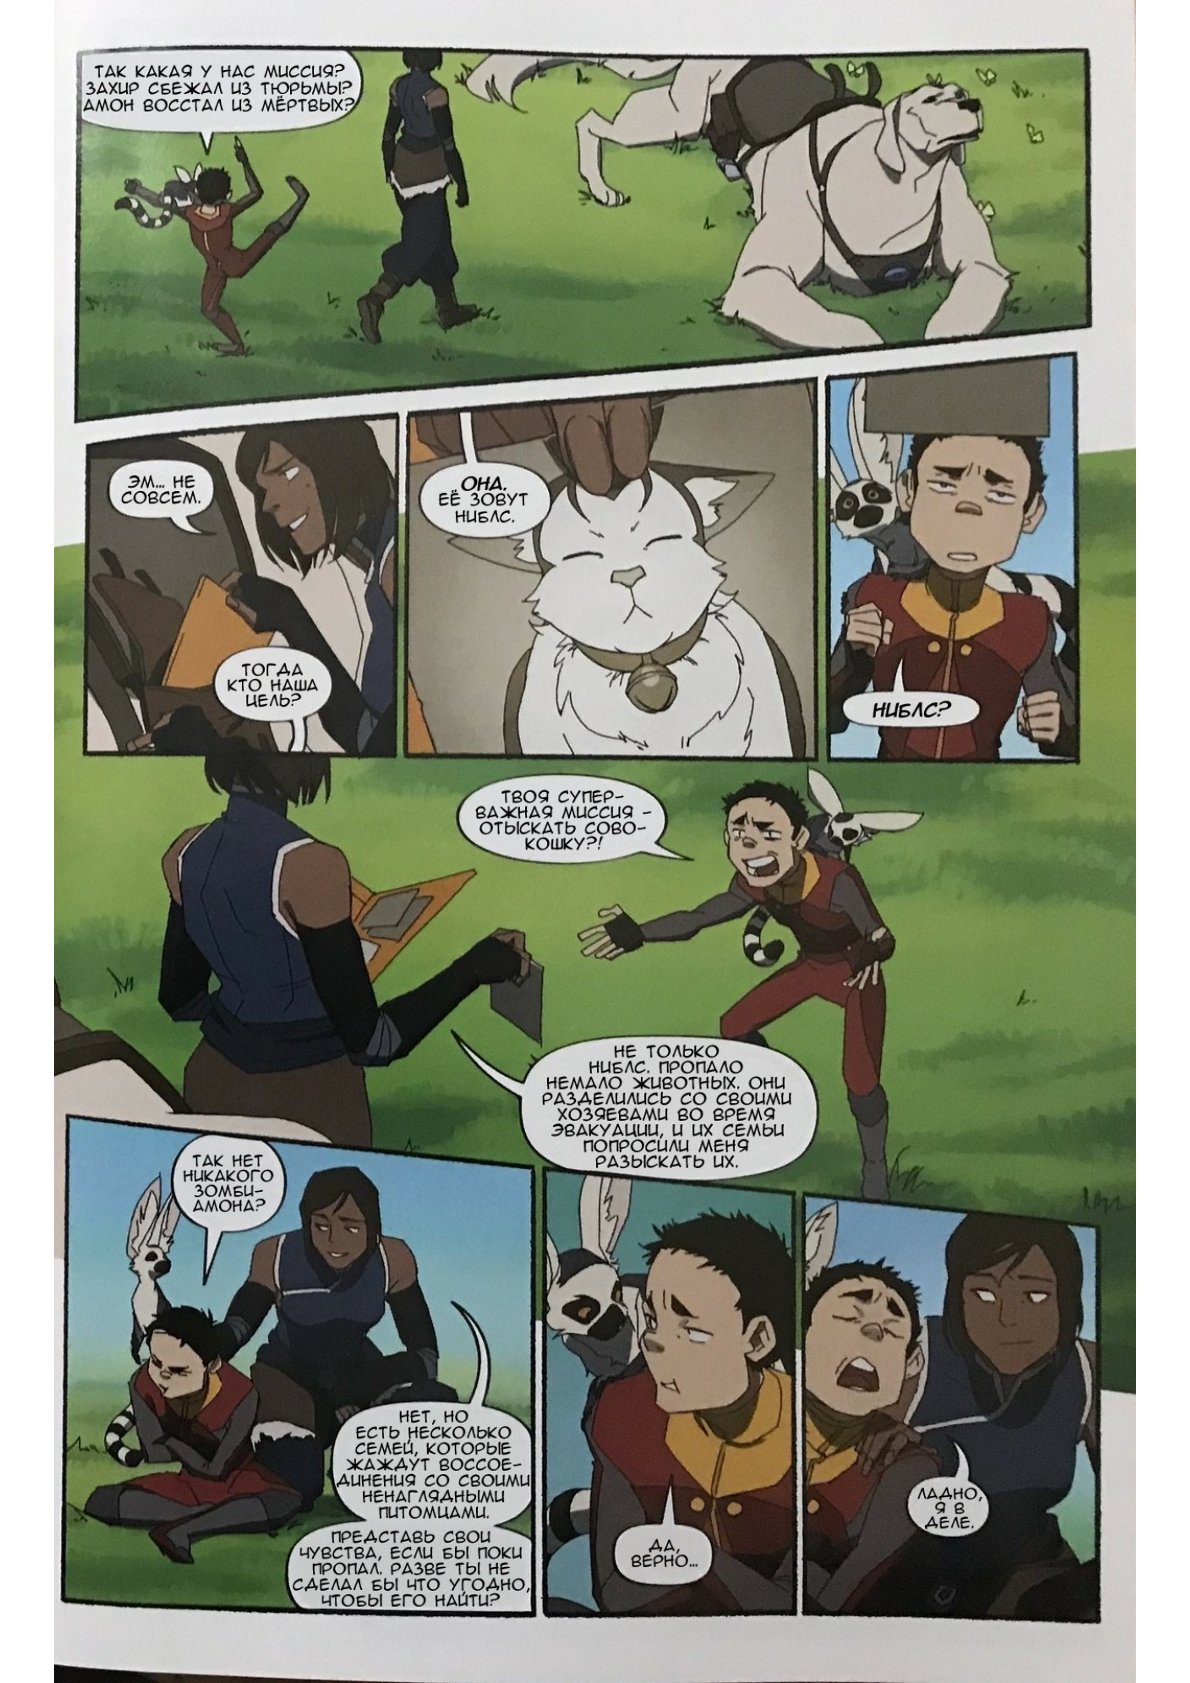 ТАК КАКАЯ У НАС МИССИЯ?
ЗАХИР СБЕЖАЛ ИЗ ТЮРЬМЫ?
АМОН ВОССТАЛ ИЗ МЁРТВЫХ?
ЭМ... НЕ
СОВСЕМ.
ТОГДА
КТО НАША
ЦЕЛЬ?
ОНА.
ЕЁ ЗОВУТ
НИБЛС.
НИБЛС?
ТВОЯ СУПЕР-
ВАЖНАЯ МИССИЯ -
ОТЫСКАТЬ СОВО-
КОШКУ?!
НЕ ТОЛЬКО
НИБЛС. ПРОПАЛО
НЕМАЛО ЖИВОТНЫХ. ОНИ
РАЗДЕЛИЛИСЬ СО СВОИМИ
ХОЗЯЕВАМИ ВО ВРЕМЯ
ЭВАКУАЦИИ, И ИХ СЕМЬИ
ПОПРОСИЛИ МЕНЯ
РАЗЫСКАТЬ ИХ.
ТАК НЕТ
НИКАКОГО
ЗОМБИ-
АМОНА?
НЕТ, НО
ЕСТЬ НЕСКОЛЬКО
СЕМЕЙ, КОТОРЫЕ
ЖАЖДУТ ВОССОЕ-
ДИНЕНИЯ СО СВОИМИ
НЕНАГЛЯДНЫМИ
ПИТОМЦАМИ.
ПРЕДСТАВЬ СВОИ
ЧУВСТВА, ЕСЛИ БЫ ПОКИ
ПРОПАЛ. РАЗВЕ ТЫ НЕ
СДЕЛАЛ БЫ ЧТО УГОДНО,
ЧТОБЫ ЕГО НАЙТИ?
ДА,
ВЕРНО...
ЛАДНО,
Я В
ДЕЛЕ.